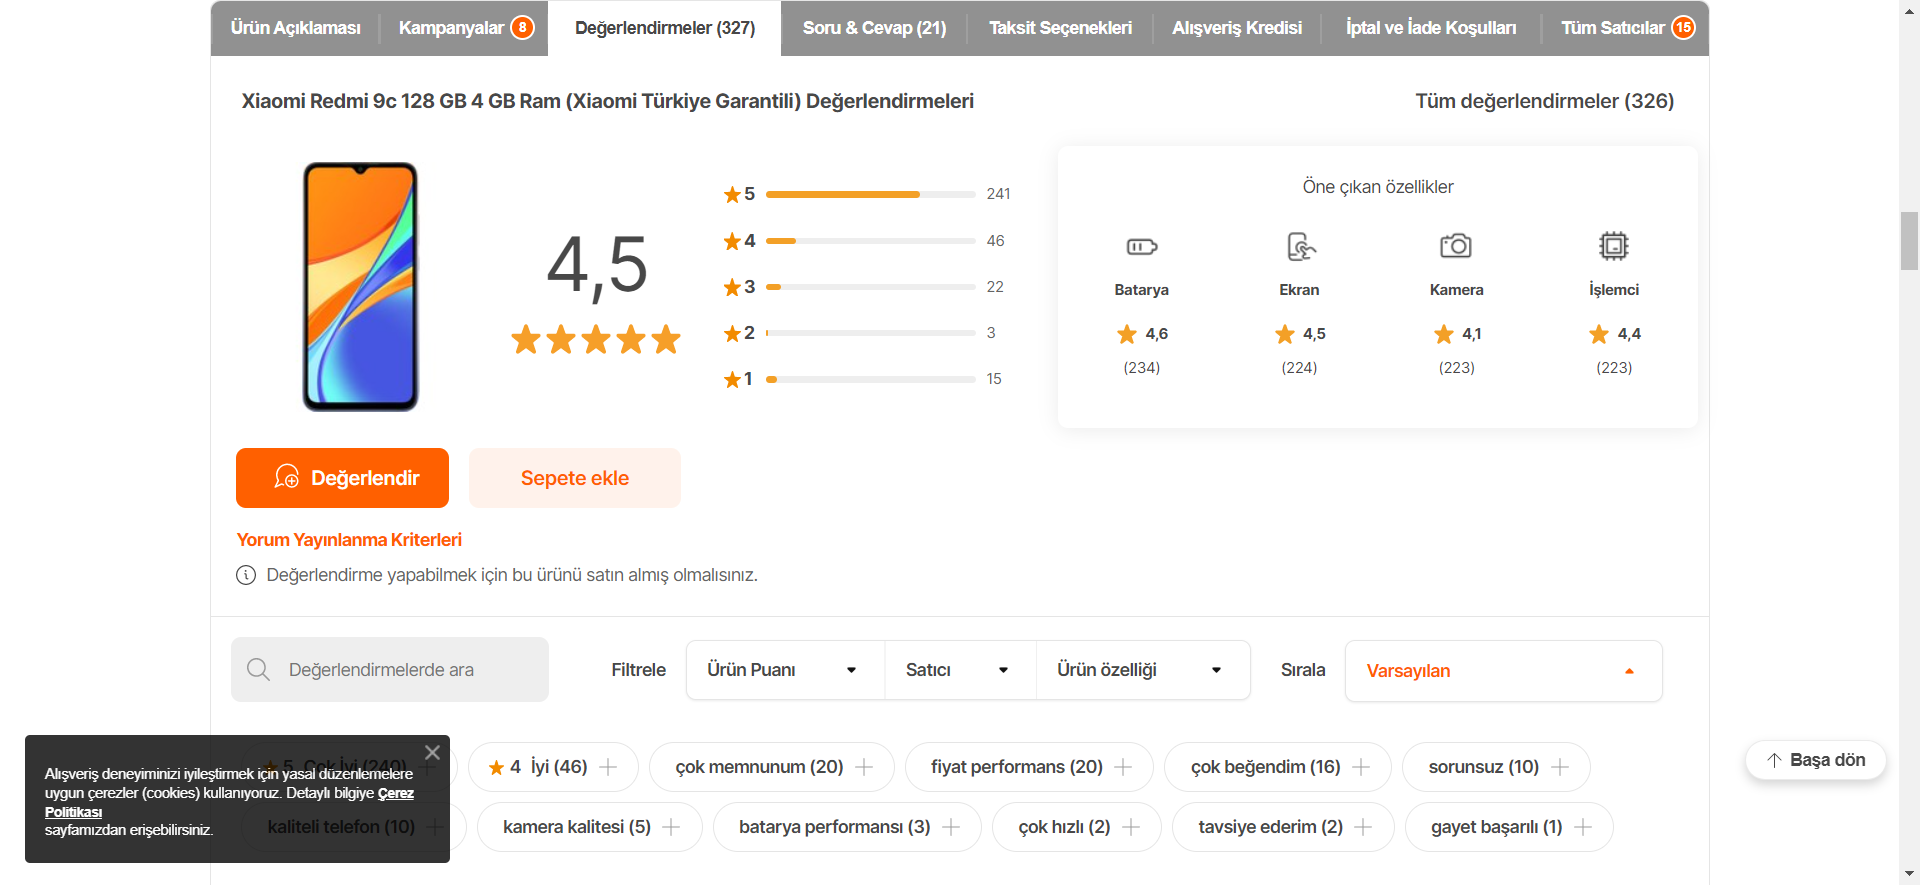 Ürün Açıklaması
Kampanyalar 8
Değerlendirmeler (327)
Soru & Cevap (21)
Taksit Seçenekleri
Alışveriş Kredisi
İptal ve İade Koşulları
Tüm Satıcılar 15
Xiaomi Redmi 9c 128 GB 4 GB Ram (Xiaomi Türkiye Garantili) Değerlendirmeleri
Tüm değerlendirmeler (326)
4,5
5 241
4 46
3 22
2 3
1 15
Öne çıkan özellikler
Batarya Ekran Kamera İşlemci
4,6 4,5 4,1 4,4
(234) (224) (223) (223)
Değerlendir
Sepete ekle
Yorum Yayınlanma Kriterleri
Değerlendirme yapabilmek için bu ürünü satın almış olmalısınız.
Değerlendirmelerde ara
Filtrele
Ürün Puanı
Satıcı
Ürün özelliği
Sırala
Varsayılan
5 Çok İyi (240)
4 İyi (46)
çok memnunum (20)
fiyat performans (20)
çok beğendim (16)
sorunsuz (10)
kaliteli telefon (10)
kamera kalitesi (5)
batarya performansı (3)
çok hızlı (2)
tavsiye ederim (2)
gayet başarılı (1)
Alışveriş deneyiminizi iyileştirmek için yasal düzenlemelere
uygun çerezler (cookies) kullanıyoruz. Detaylı bilgiye Çerez
Politikası
sayfamızdan erişebilirsiniz.
Başa dön